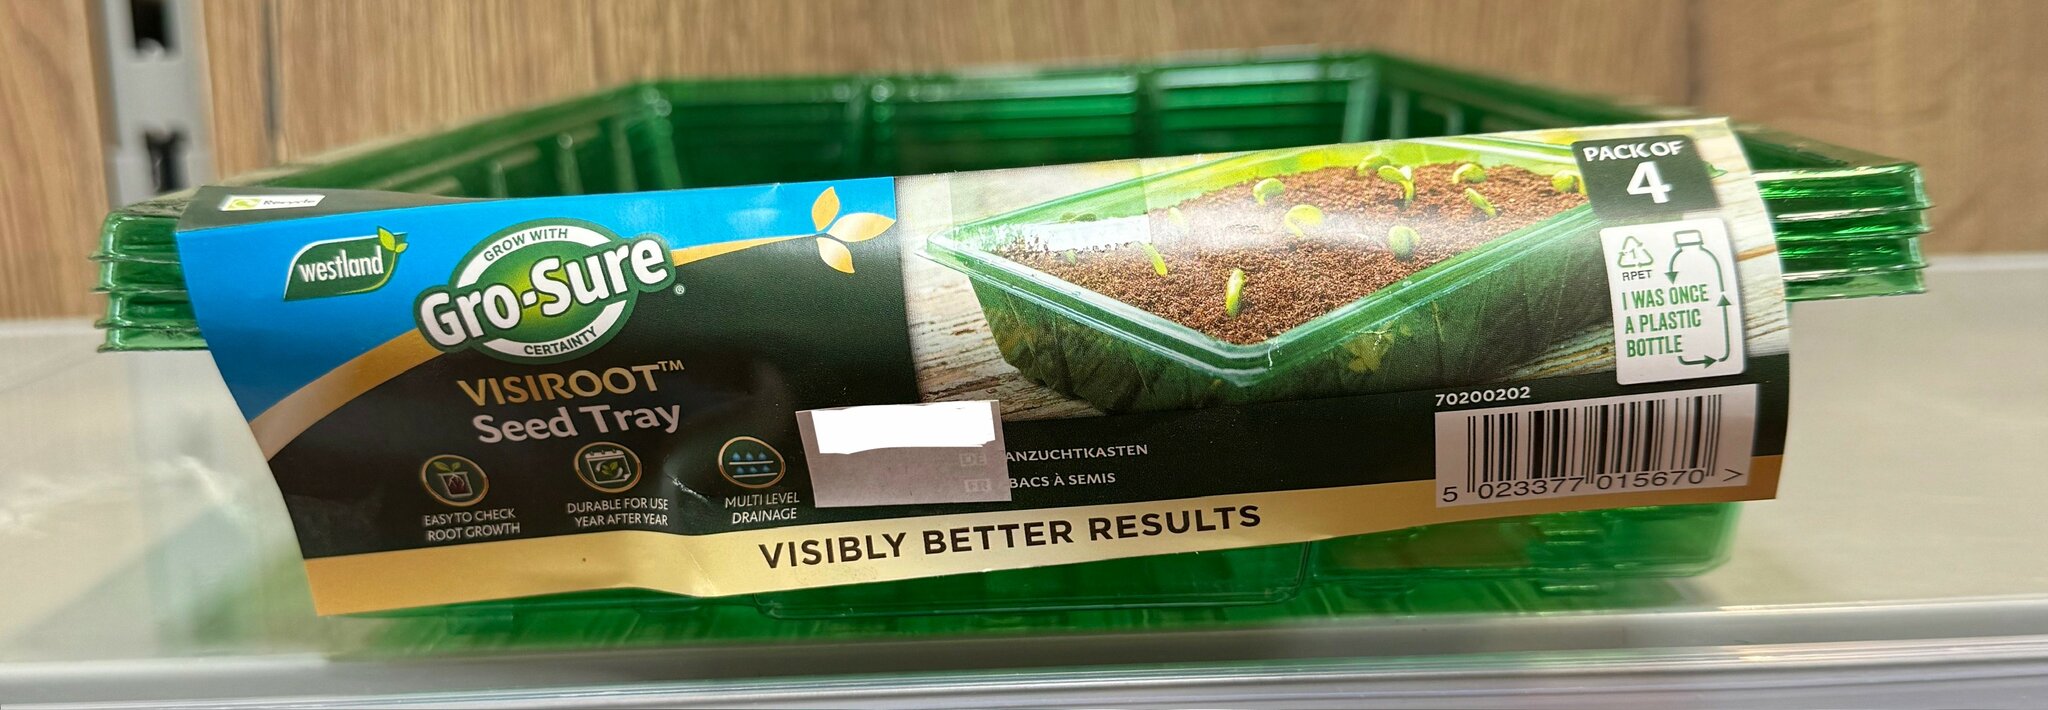 Recycle
westland
GROW WITH
Gro-Sure®
CERTAINTY
VISIROOT™
Seed Tray
EASY TO CHECK
ROOT GROWTH
DURABLE FOR USE
YEAR AFTER YEAR
MULTI LEVEL
DRAINAGE
DE ANZUCHTKASTEN
FR BACS À SEMIS
VISIBLY BETTER RESULTS
PACK OF
4
1
RPET
I WAS ONCE
A PLASTIC
BOTTLE
70200202
5 023377 015670 >